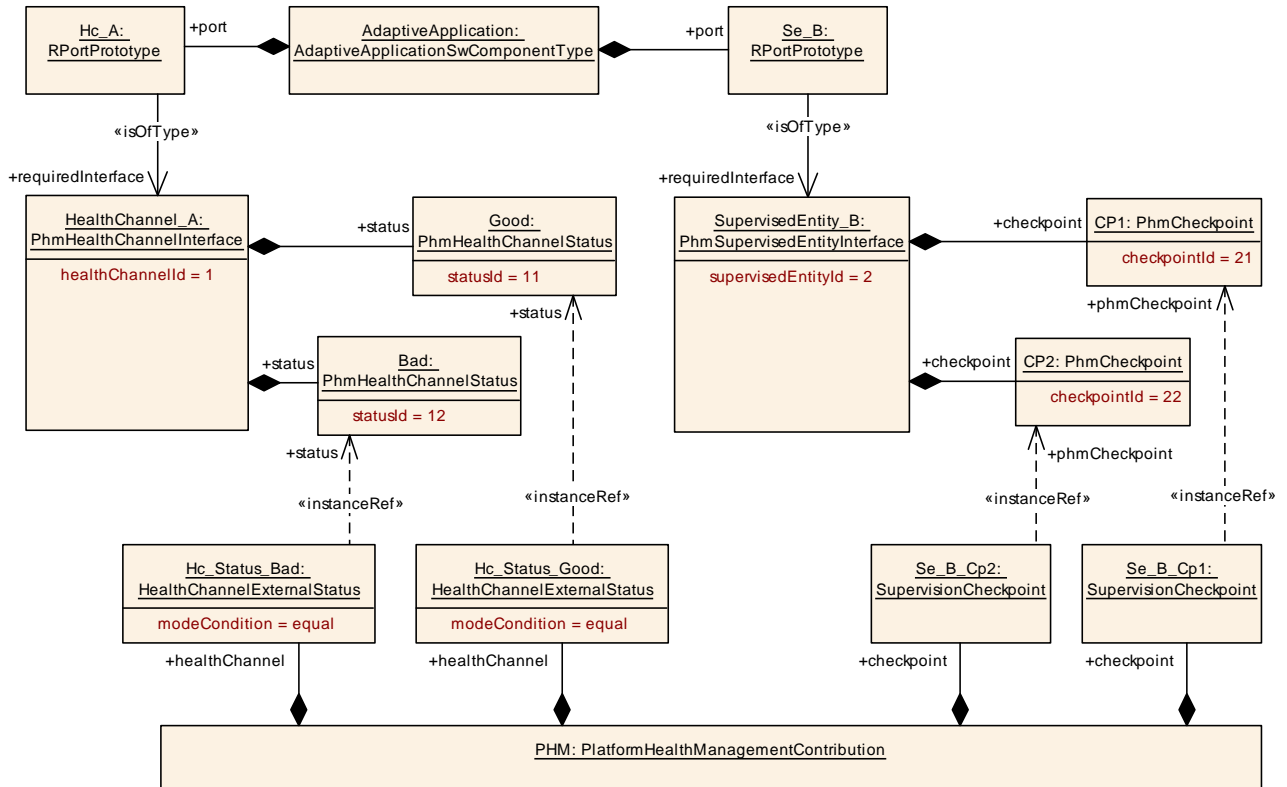 Hc_A:
RPortPrototype
+port
AdaptiveApplication:
AdaptiveApplicationSwComponentType
+port
Se_B:
RPortPrototype
«isOfType»
«isOfType»
+requiredInterface
+requiredInterface
HealthChannel_A:
PhmHealthChannelInterface
healthChannelId = 1
+status
Good:
PhmHealthChannelStatus
statusId = 11
+status
SupervisedEntity_B:
PhmSupervisedEntityInterface
supervisedEntityId = 2
+checkpoint
CP1: PhmCheckpoint
checkpointId = 21
+phmCheckpoint
+status
Bad:
PhmHealthChannelStatus
statusId = 12
+status
+checkpoint
CP2: PhmCheckpoint
checkpointId = 22
+phmCheckpoint
«instanceRef»
«instanceRef»
«instanceRef»
«instanceRef»
Hc_Status_Bad:
HealthChannelExternalStatus
modeCondition = equal
Hc_Status_Good:
HealthChannelExternalStatus
modeCondition = equal
Se_B_Cp2:
SupervisionCheckpoint
Se_B_Cp1:
SupervisionCheckpoint
+healthChannel
+healthChannel
+checkpoint
+checkpoint
PHM: PlatformHealthManagementContribution